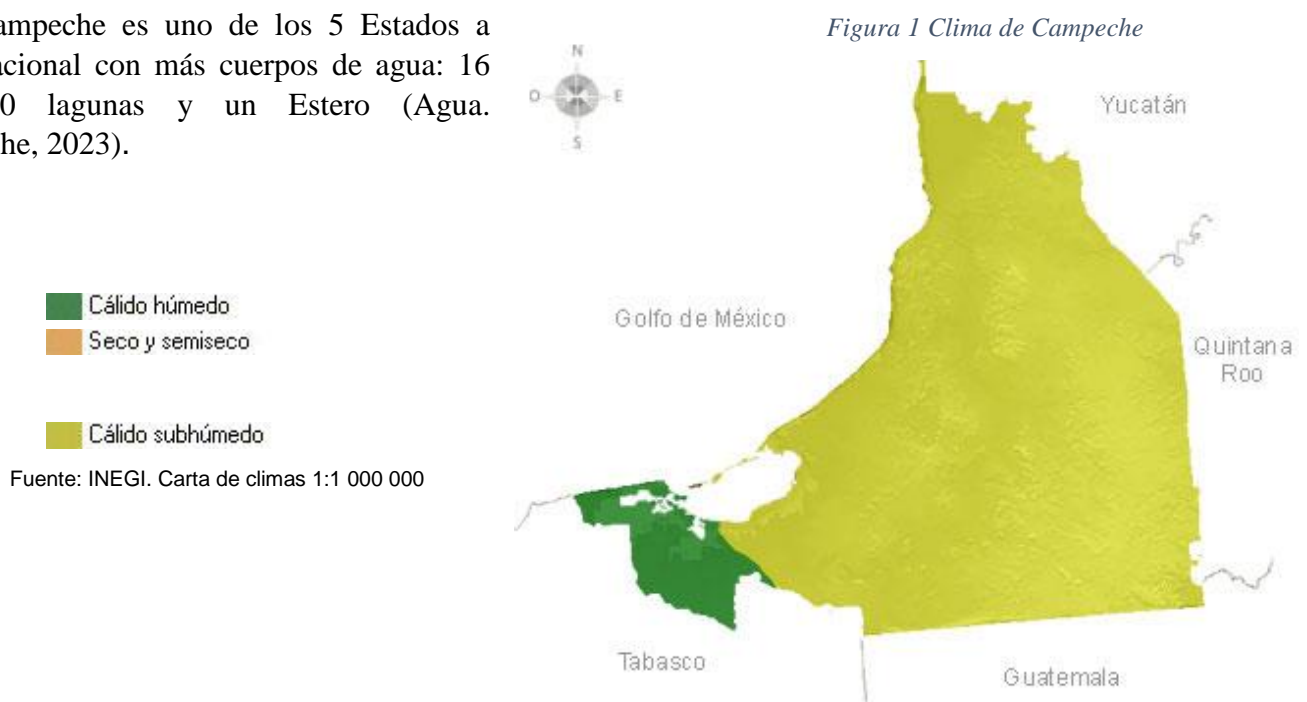 ampeche es uno de los 5 Estados a
acional con más cuerpos de agua: 16
0 lagunas y un Estero (Agua.
he, 2023).
Figura 1 Clima de Campeche
N
O
E
S
Yucatán
Golfo de México
Quintana
Roo
Tabasco
Guatemala
Cálido húmedo
Seco y semiseco
Cálido subhúmedo
Fuente: INEGI. Carta de climas 1:1 000 000